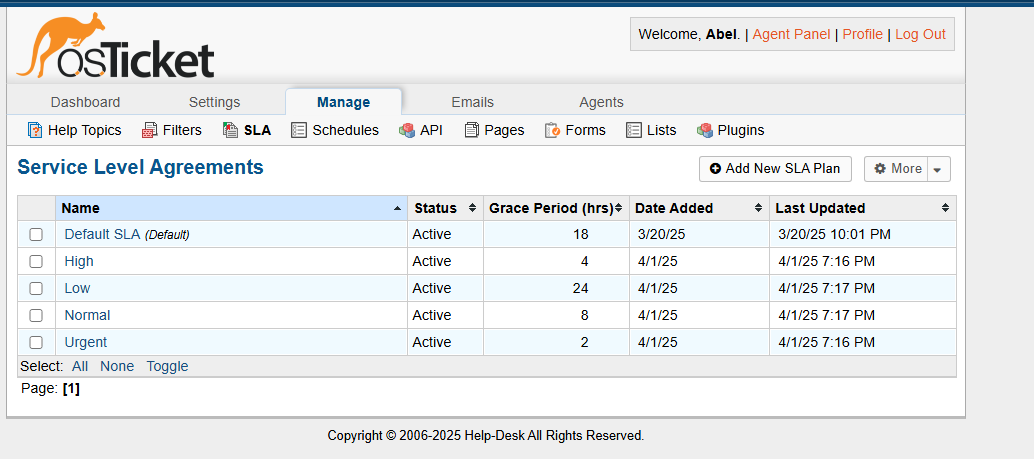 osTicket
Welcome, Abel. | Agent Panel | Profile | Log Out
Dashboard Settings Manage Emails Agents
Help Topics Filters SLA Schedules API Pages Forms Lists Plugins
Service Level Agreements Add New SLA Plan More
Name Status Grace Period (hrs) Date Added Last Updated
Default SLA (Default) Active 18 3/20/25 3/20/25 10:01 PM
High Active 4 4/1/25 4/1/25 7:16 PM
Low Active 24 4/1/25 4/1/25 7:17 PM
Normal Active 8 4/1/25 4/1/25 7:17 PM
Urgent Active 2 4/1/25 4/1/25 7:16 PM
Select: All None Toggle
Page: [1]
Copyright © 2006-2025 Help-Desk All Rights Reserved.